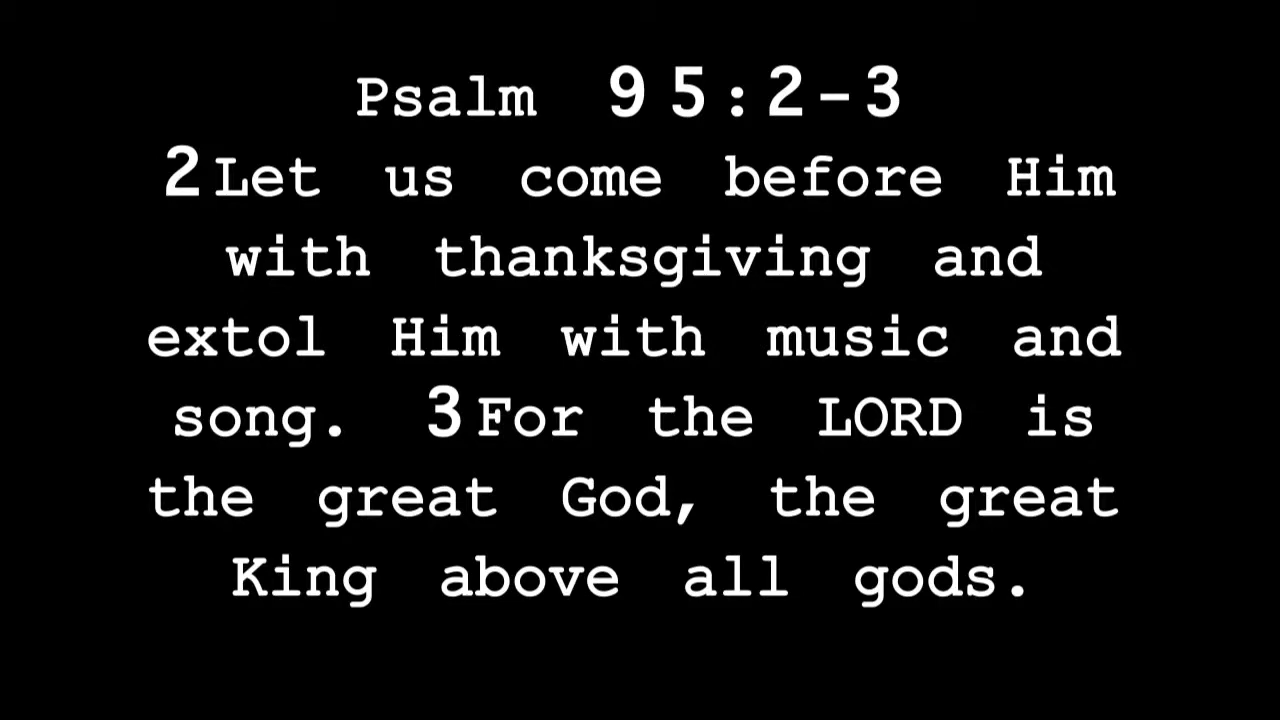 Psalm 95:2-3
2Let us come before Him
with thanksgiving and
extol Him with music and
song. 3For the LORD is
the great God, the great
King above all gods.